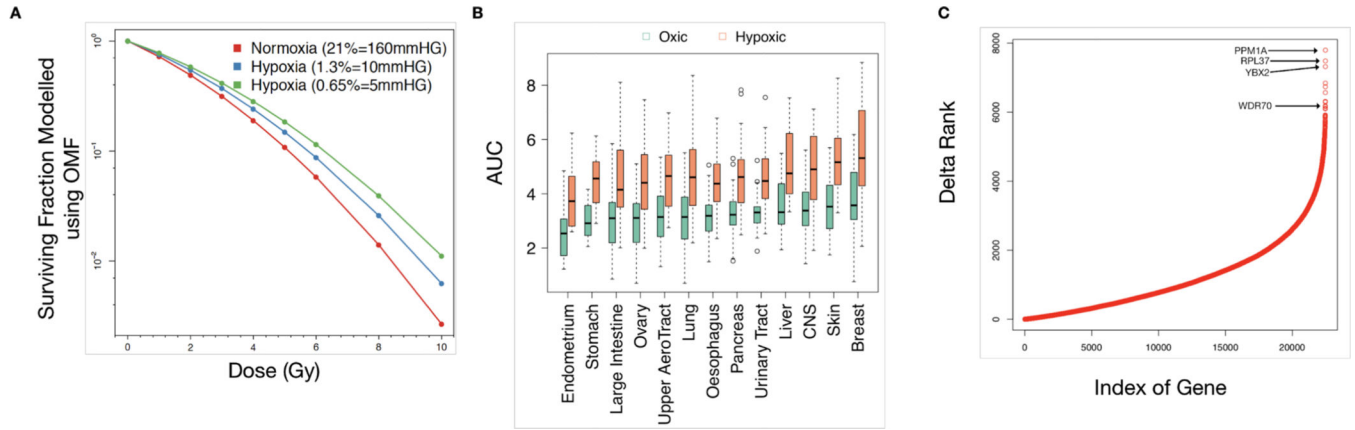 A
Surviving Fraction Modelled
using OMF
10⁰
10⁻¹
10⁻²
Normoxia (21%=160mmHG)
Hypoxia (1.3%=10mmHG)
Hypoxia (0.65%=5mmHG)
0 2 4 6 8 10
Dose (Gy)
B
Oxic Hypoxic
AUC
8
6
4
2
Endometrium
Stomach
Large Intestine
Ovary
Upper AeroTract
Lung
Oesophagus
Pancreas
Urinary Tract
Liver
CNS
Skin
Breast
C
Delta Rank
8000
6000
4000
2000
0
PPM1A
RPL37
YBX2
WDR70
0 5000 10000 15000 20000
Index of Gene